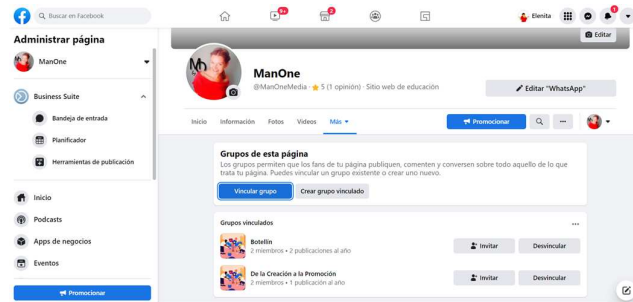 Buscar en Facebook
9+
9
Elenita
1
Administrar página
ManOne
Business Suite
Bandeja de entrada
Planificador
Herramientas de publicación
Inicio
Podcasts
Apps de negocios
Eventos
Promocionar
Editar
ManOne
@ManOneMedia · 5 (1 opinión) · Sitio web de educación
Editar "WhatsApp"
Inicio Información Fotos Videos Más
Promocionar
Grupos de esta página
Los grupos permiten que los fans de tu página publiquen, comenten y conversen sobre todo aquello de lo que
trata tu página. Puedes vincular un grupo existente o crear uno nuevo.
Vincular grupo Crear grupo vinculado
Grupos vinculados
Botellín
2 miembros • 2 publicaciones al año
Invitar Desvincular
De la Creación a la Promoción
2 miembros • 1 publicación al año
Invitar Desvincular